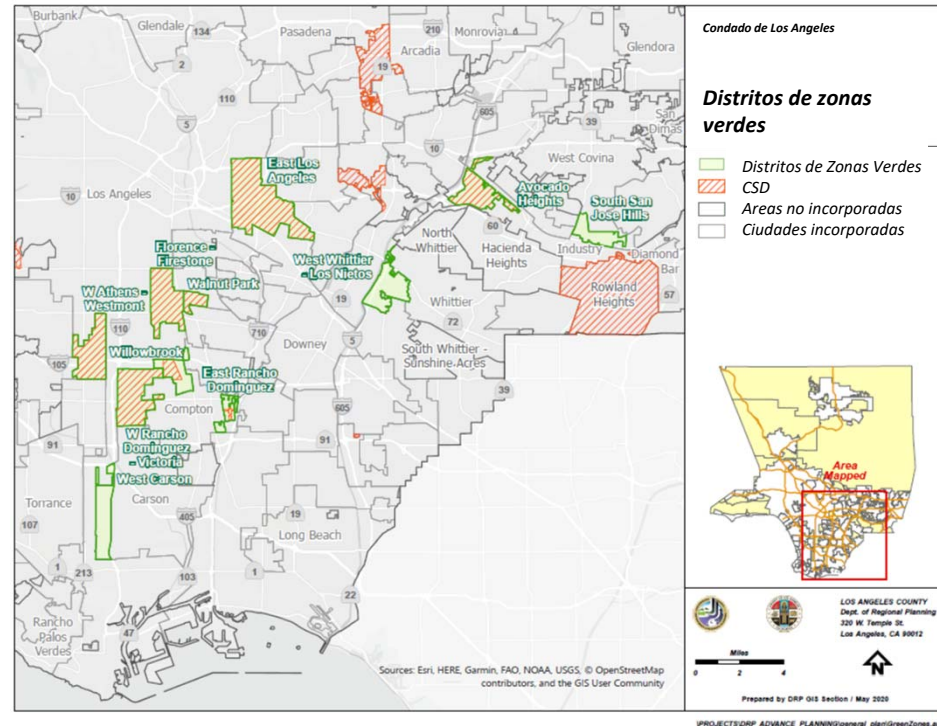 Burbank
Glendale
134
Pasadena
210
Monrovia
Arcadia
Glendora
2
19
110
605
39
San
Dimas
5
10
West Covina
East Los
Angeles
Los Angeles
10
Avocado
Heights
South San
Jose Hills
60
North
Whittier
Hacienda
Heights
Industry
Diamond
Bar
Florence -
Firestone
West Whittier
- Los Nietos
Walnut Park
19
Rowland
Heights
57
W Athens -
Westmont
Whittier
110
710
72
Downey
5
Willowbrook
South Whittier -
Sunshine Acres
105
East Rancho
Dominguez
39
Compton
605
91
91
W Rancho
Dominguez
- Victoria
West Carson
Torrance
Carson
405
19
107
Long Beach
1
213
103
1
22
Rancho
Palos
Verdes
47
Sources: Esri, HERE, Garmin, FAO, NOAA, USGS, © OpenStreetMap
contributors, and the GIS User Community
Condado de Los Angeles
Distritos de zonas
verdes
Distritos de Zonas Verdes
CSD
Areas no incorporadas
Ciudades incorporadas
Area
Mapped
LOS ANGELES COUNTY
Dept. of Regional Planning
320 W. Temple St.
Los Angeles, CA 90012
Miles
0 2 4
N
Prepared by DRP GIS Section / May 2020
\PROJECTS\DRP_ADVANCE_PLANNING\general_plan\GreenZones.a